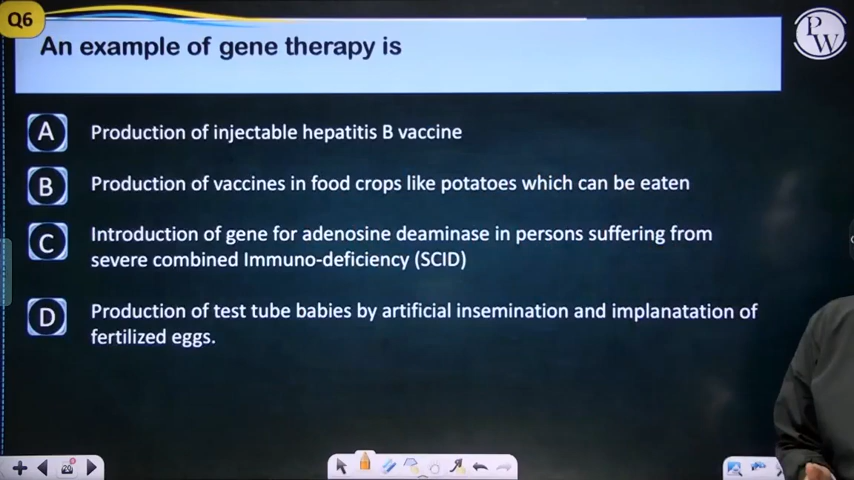 Q6
An example of gene therapy is
PW
A Production of injectable hepatitis B vaccine
B Production of vaccines in food crops like potatoes which can be eaten
C Introduction of gene for adenosine deaminase in persons suffering from
severe combined Immuno-deficiency (SCID)
D Production of test tube babies by artificial insemination and implanatation of
fertilized eggs.
20